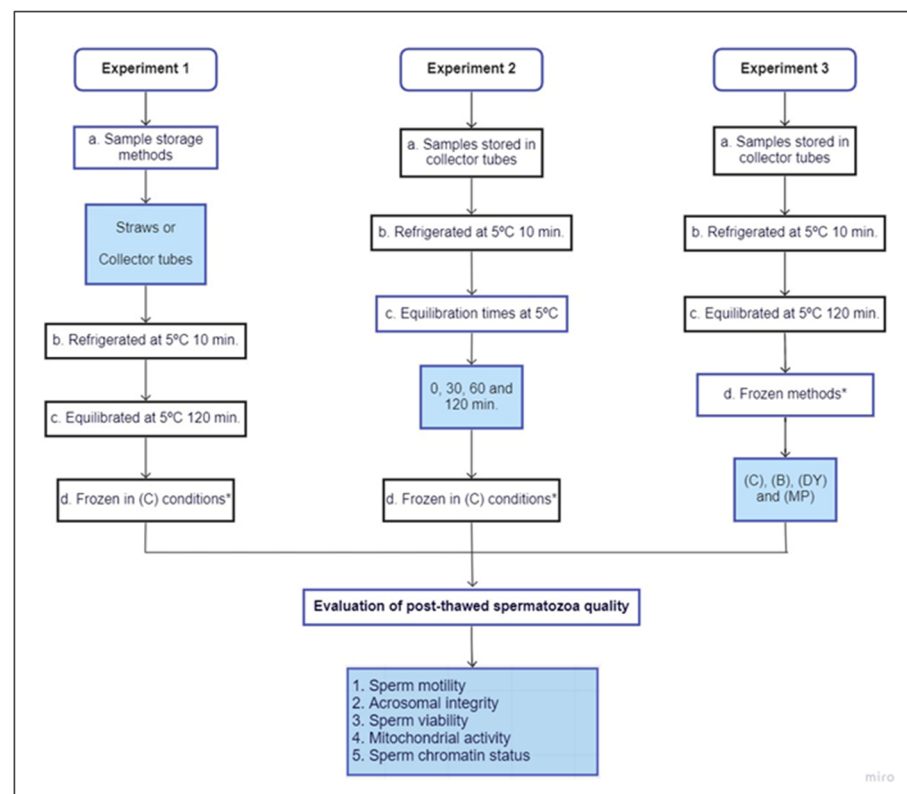 Experiment 1
a. Sample storage
methods
Straws or
Collector tubes
b. Refrigerated at 5ºC 10 min.
c. Equilibrated at 5ºC 120 min.
d. Frozen in (C) conditions*
Experiment 2
a. Samples stored in
collector tubes
b. Refrigerated at 5ºC 10 min.
c. Equilibration times at 5ºC
0, 30, 60 and
120 min.
d. Frozen in (C) conditions*
Experiment 3
a. Samples stored in
collector tubes
b. Refrigerated at 5ºC 10 min.
c. Equilibrated at 5ºC 120 min.
d. Frozen methods*
(C), (B), (DY)
and (MP)
Evaluation of post-thawed spermatozoa quality
1. Sperm motility
2. Acrosomal integrity
3. Sperm viability
4. Mitochondrial activity
5. Sperm chromatin status
miro